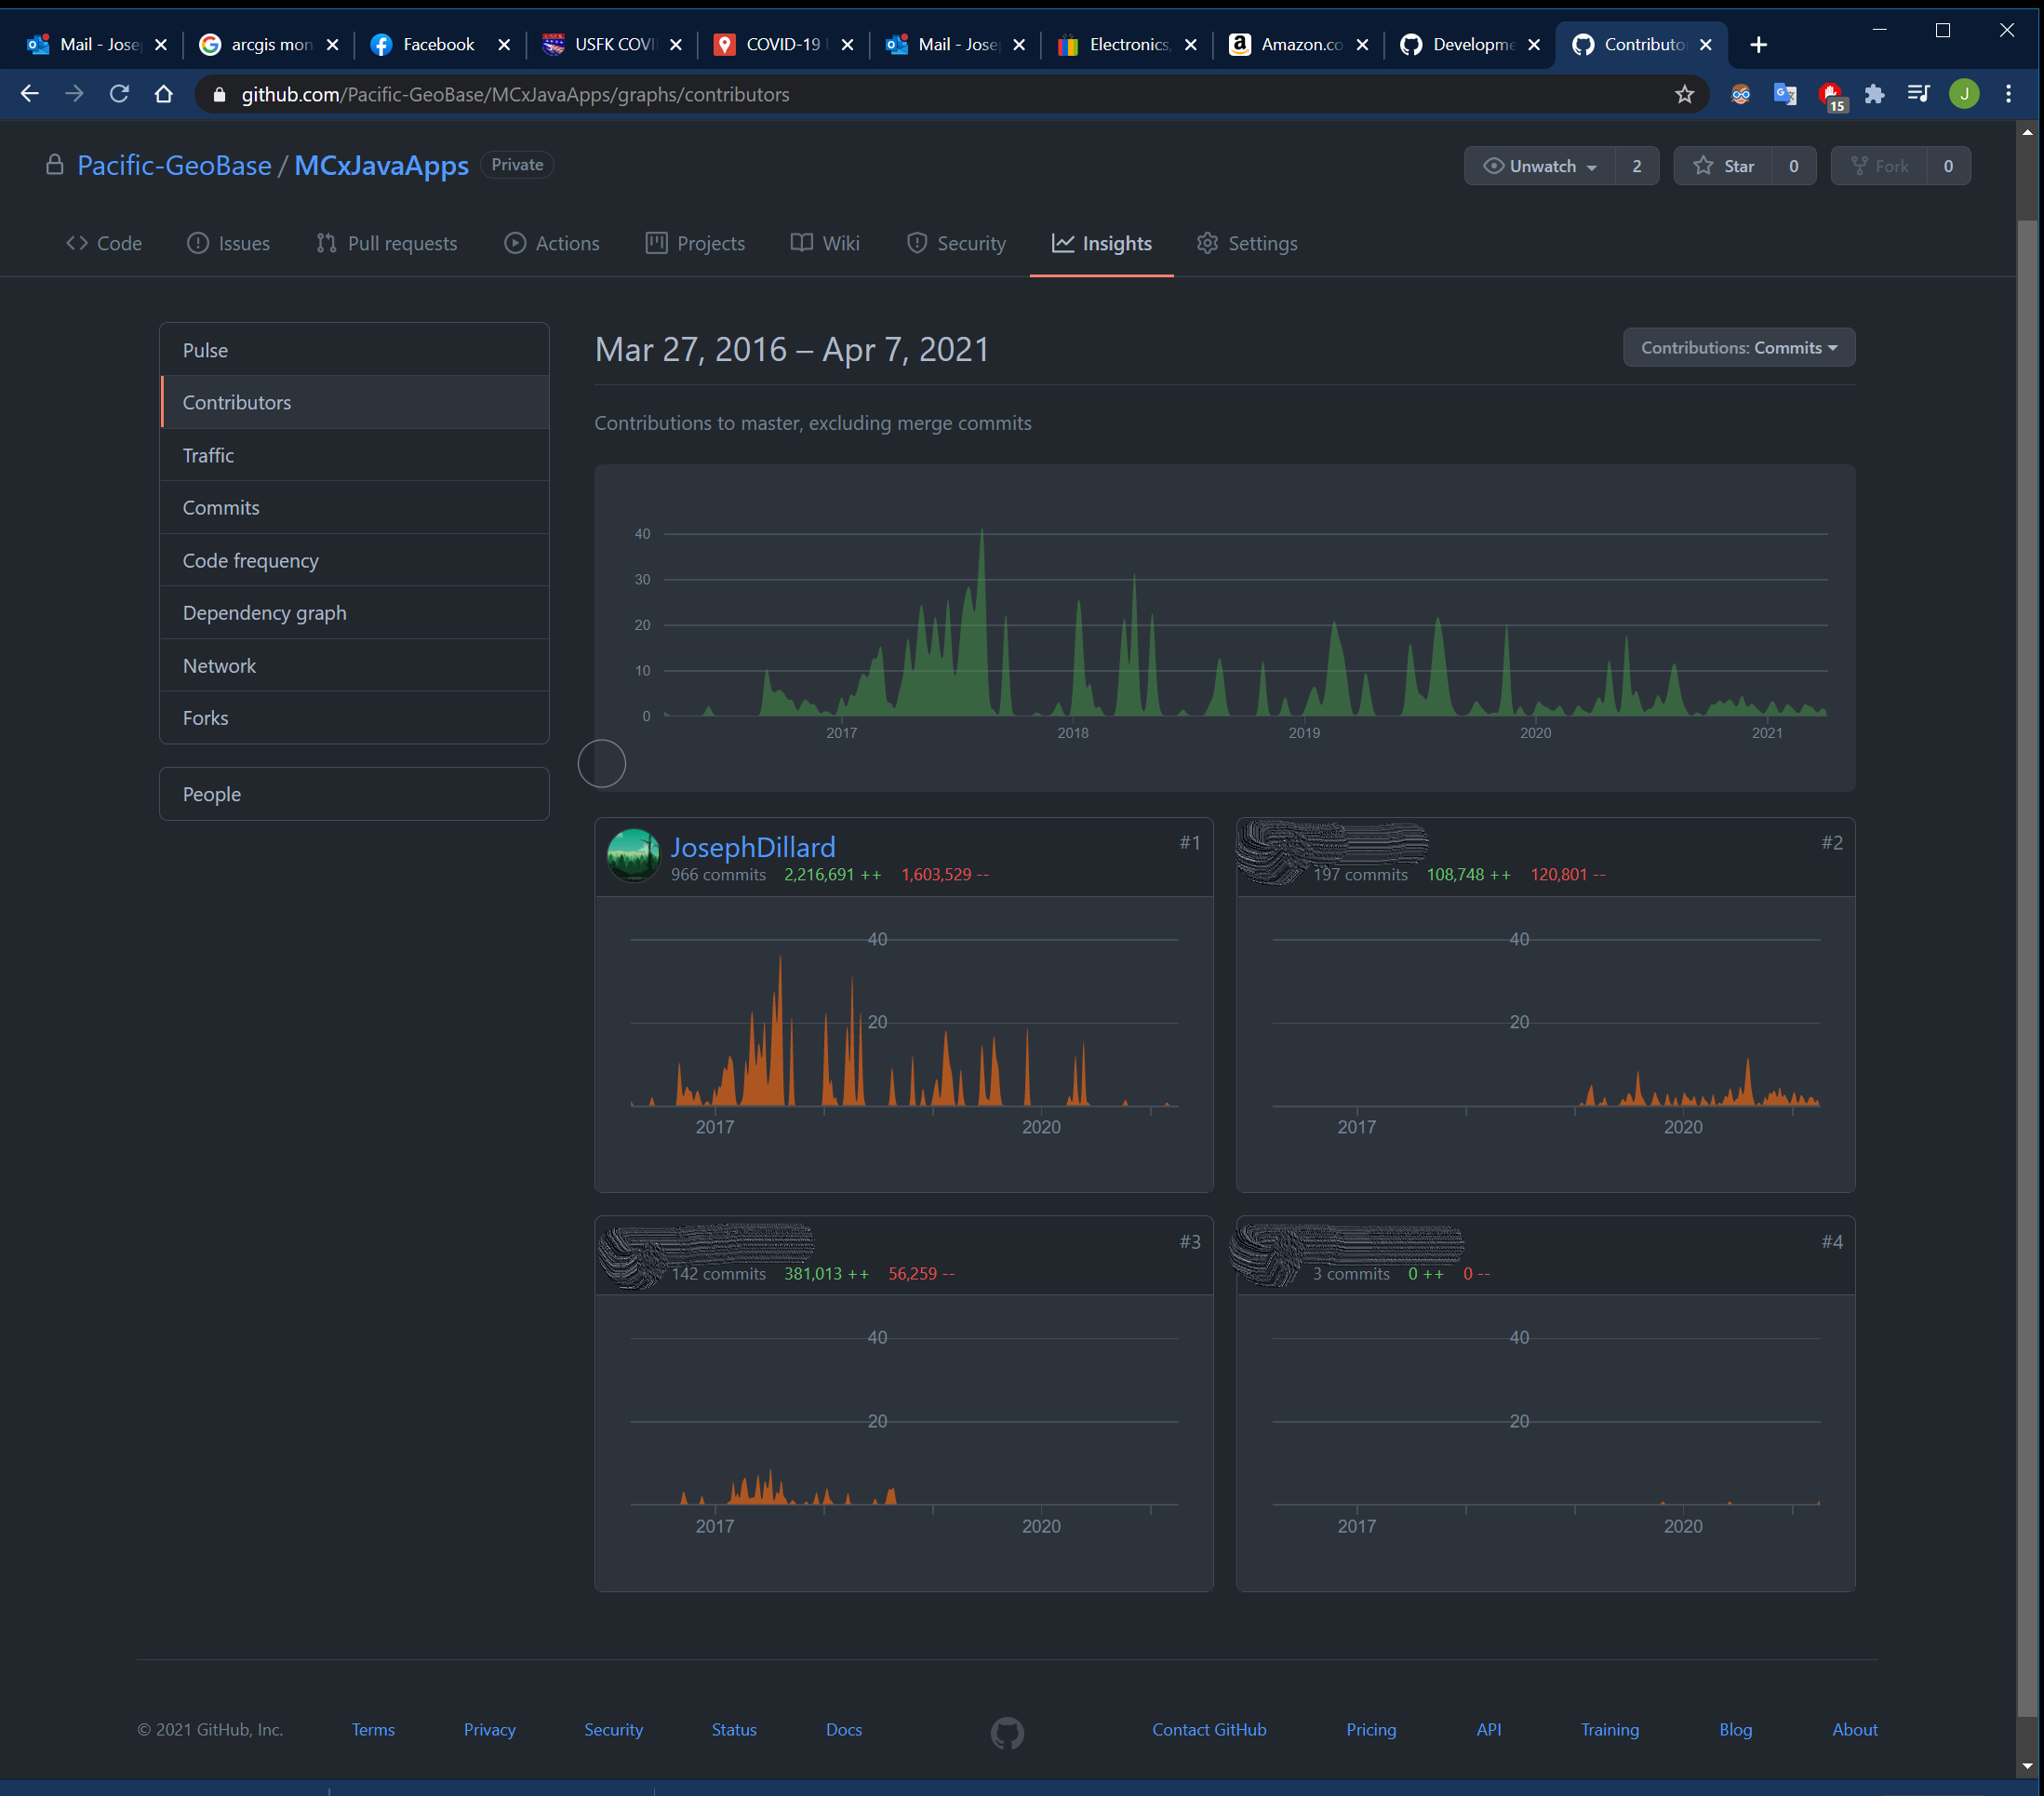 Mail - Jose
arcgis mon
Facebook
USFK COVI
COVID-19 U
Mail - Jose
Electronics,
Amazon.co
Developme
Contributo
github.com/Pacific-GeoBase/MCxJavaApps/graphs/contributors
15
J
Pacific-GeoBase / MCxJavaApps Private
Unwatch 2 Star 0 Fork 0
Code Issues Pull requests Actions Projects Wiki Security Insights Settings
Pulse
Contributors
Traffic
Commits
Code frequency
Dependency graph
Network
Forks
People
Mar 27, 2016 – Apr 7, 2021
Contributions: Commits
Contributions to master, excluding merge commits
40
30
20
10
0
2017 2018 2019 2020 2021
JosephDillard #1
966 commits 2,216,691 ++ 1,603,529 --
40
20
2017 2020
#2
197 commits 108,748 ++ 120,801 --
40
20
2017 2020
#3
142 commits 381,013 ++ 56,259 --
40
20
2017 2020
#4
3 commits 0 ++ 0 --
40
20
2017 2020
© 2021 GitHub, Inc. Terms Privacy Security Status Docs Contact GitHub Pricing API Training Blog About